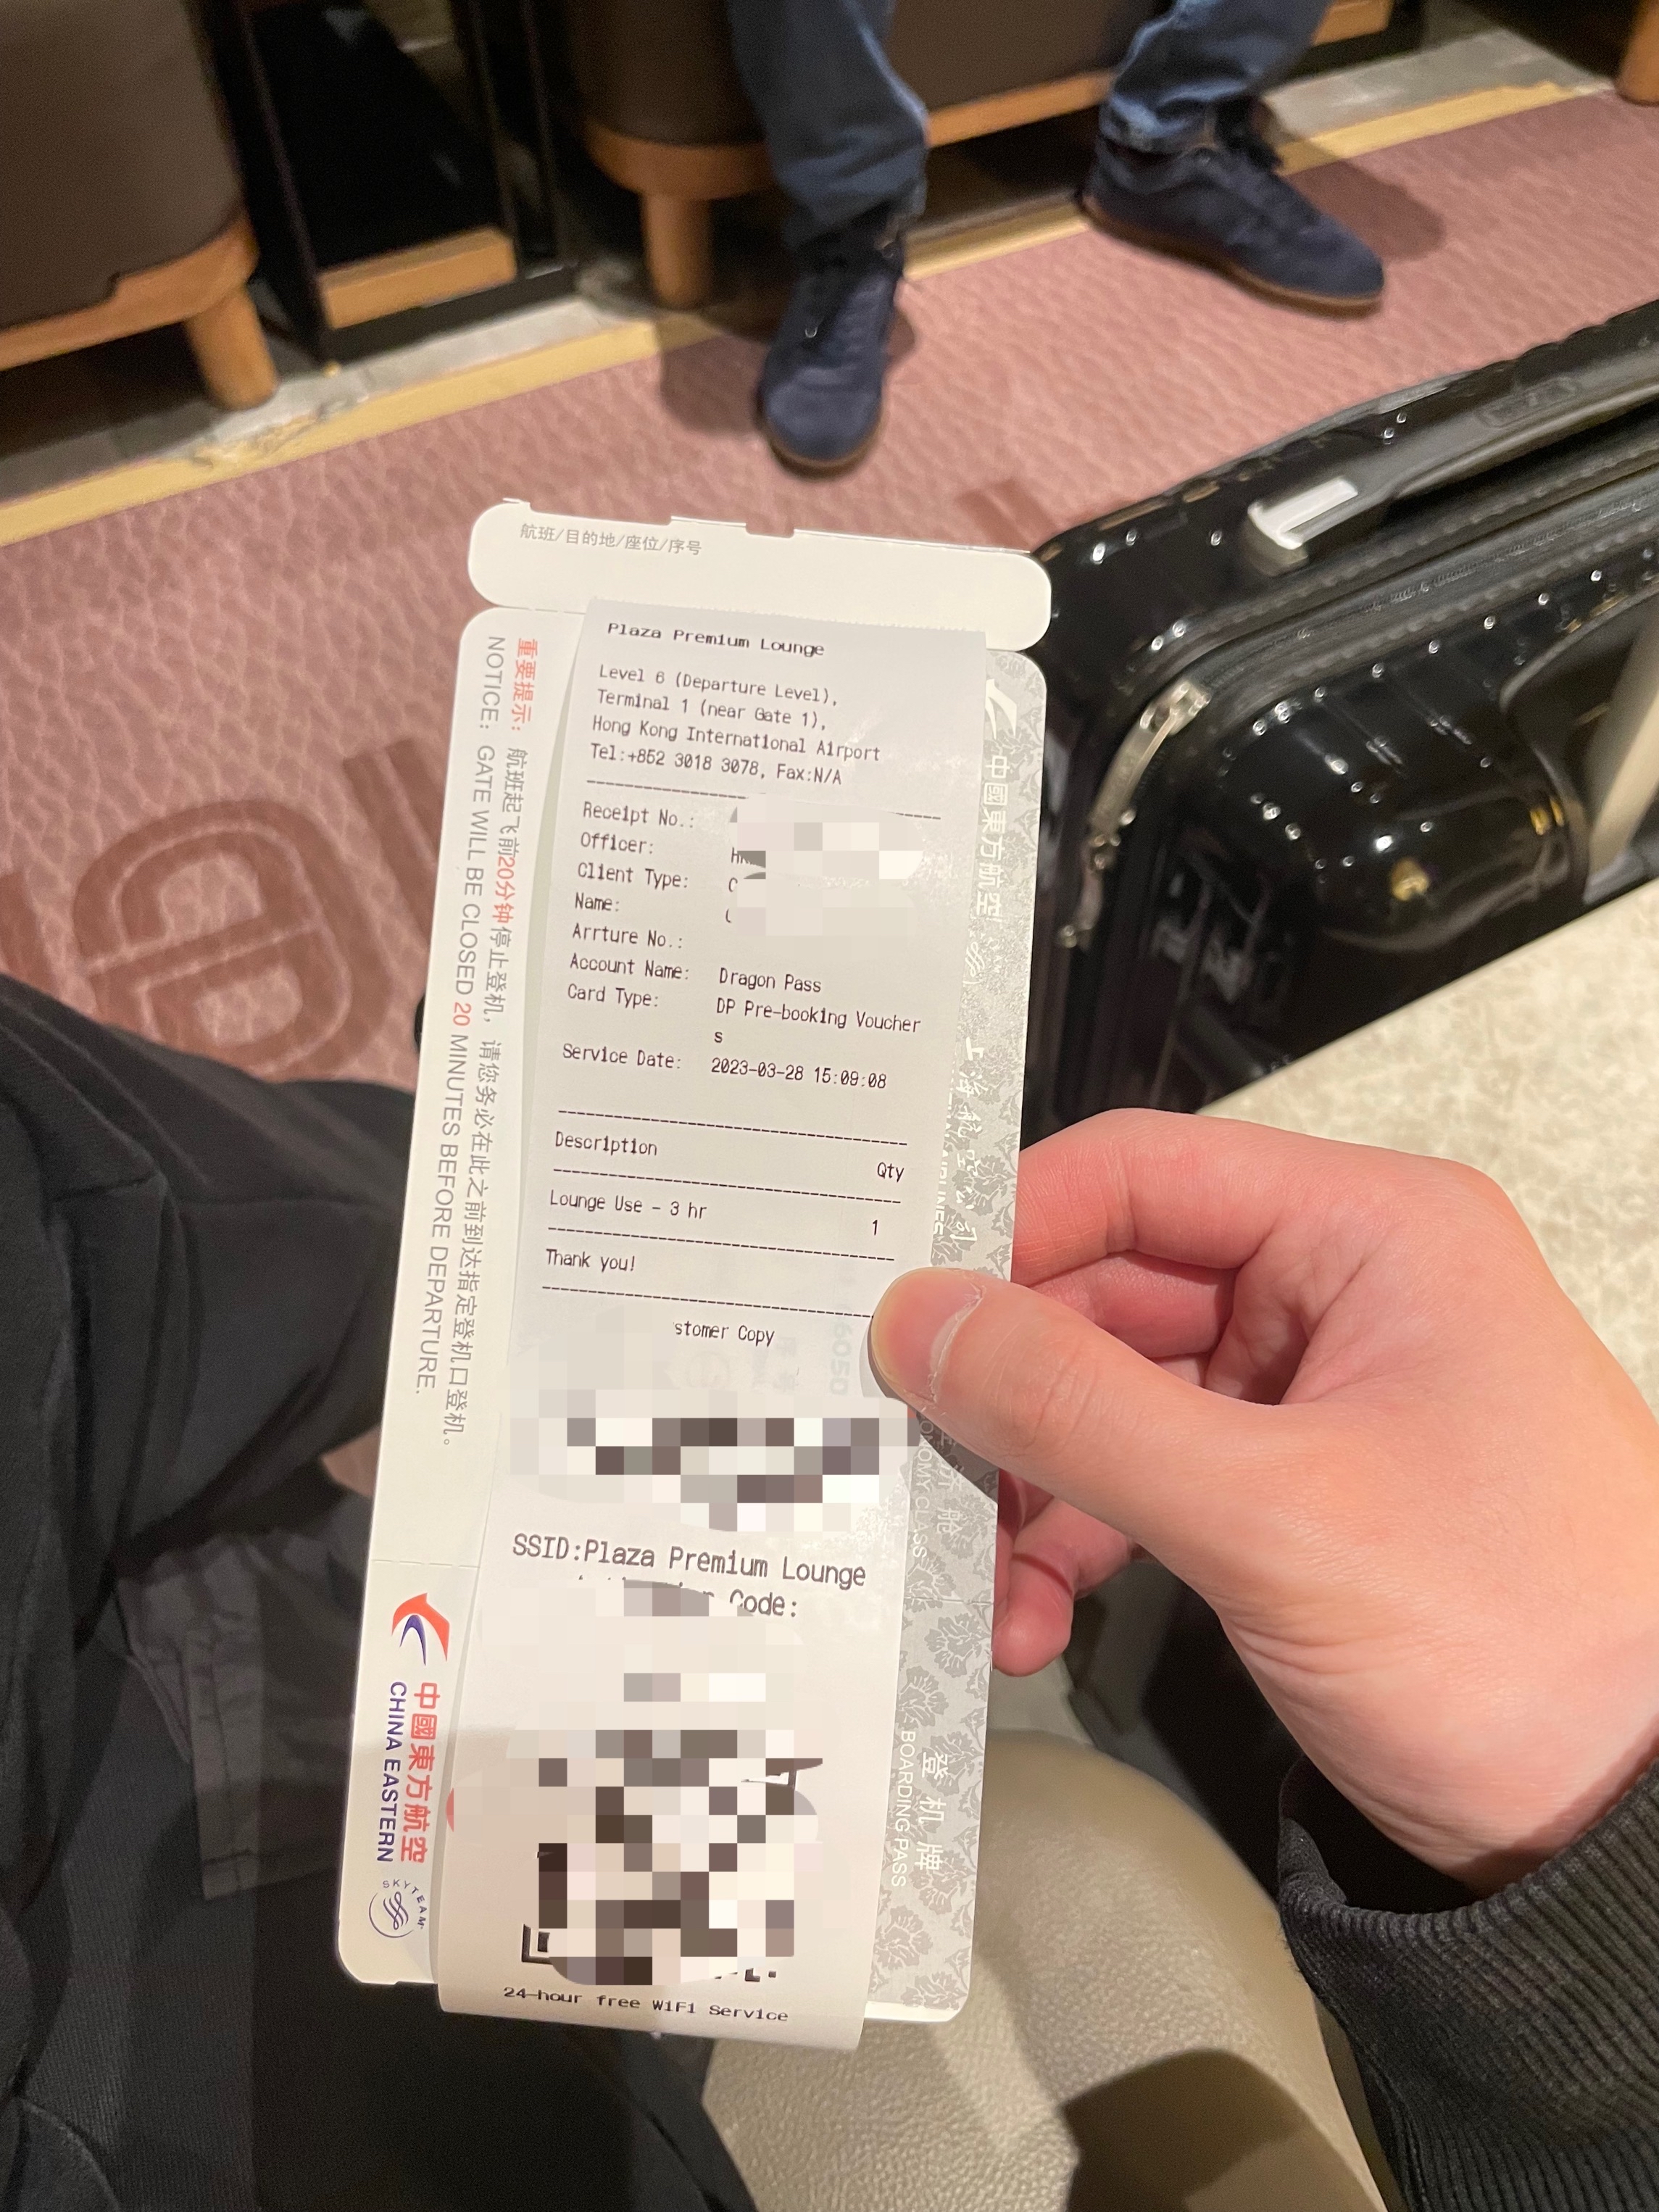 航班/目的地/座位/序号
Plaza Premium Lounge
Level 6 (Departure Level),
Terminal 1 (near Gate 1),
Hong Kong International Airport
Tel:+852 3018 3078, Fax:N/A
Receipt No.:
Officer:
Client Type:
Name:
Arrture No.:
Account Name: Dragon Pass
Card Type: DP Pre-booking Voucher
s
Service Date: 2023-03-28 15:09:08
Description Qty
Lounge Use - 3 hr 1
Thank you!
stomer Copy
SSID:Plaza Premium Lounge
Code:
24-hour free WiFi Service
重要提示: 航班起飞前20分钟停止登机, 请您务必在此之前到达指定登机口登机。
NOTICE: GATE WILL BE CLOSED 20 MINUTES BEFORE DEPARTURE.
中國東方航空
CHINA EASTERN
SKYTEAM
中國東方航空
上海航空公司
登机牌
BOARDING PASS